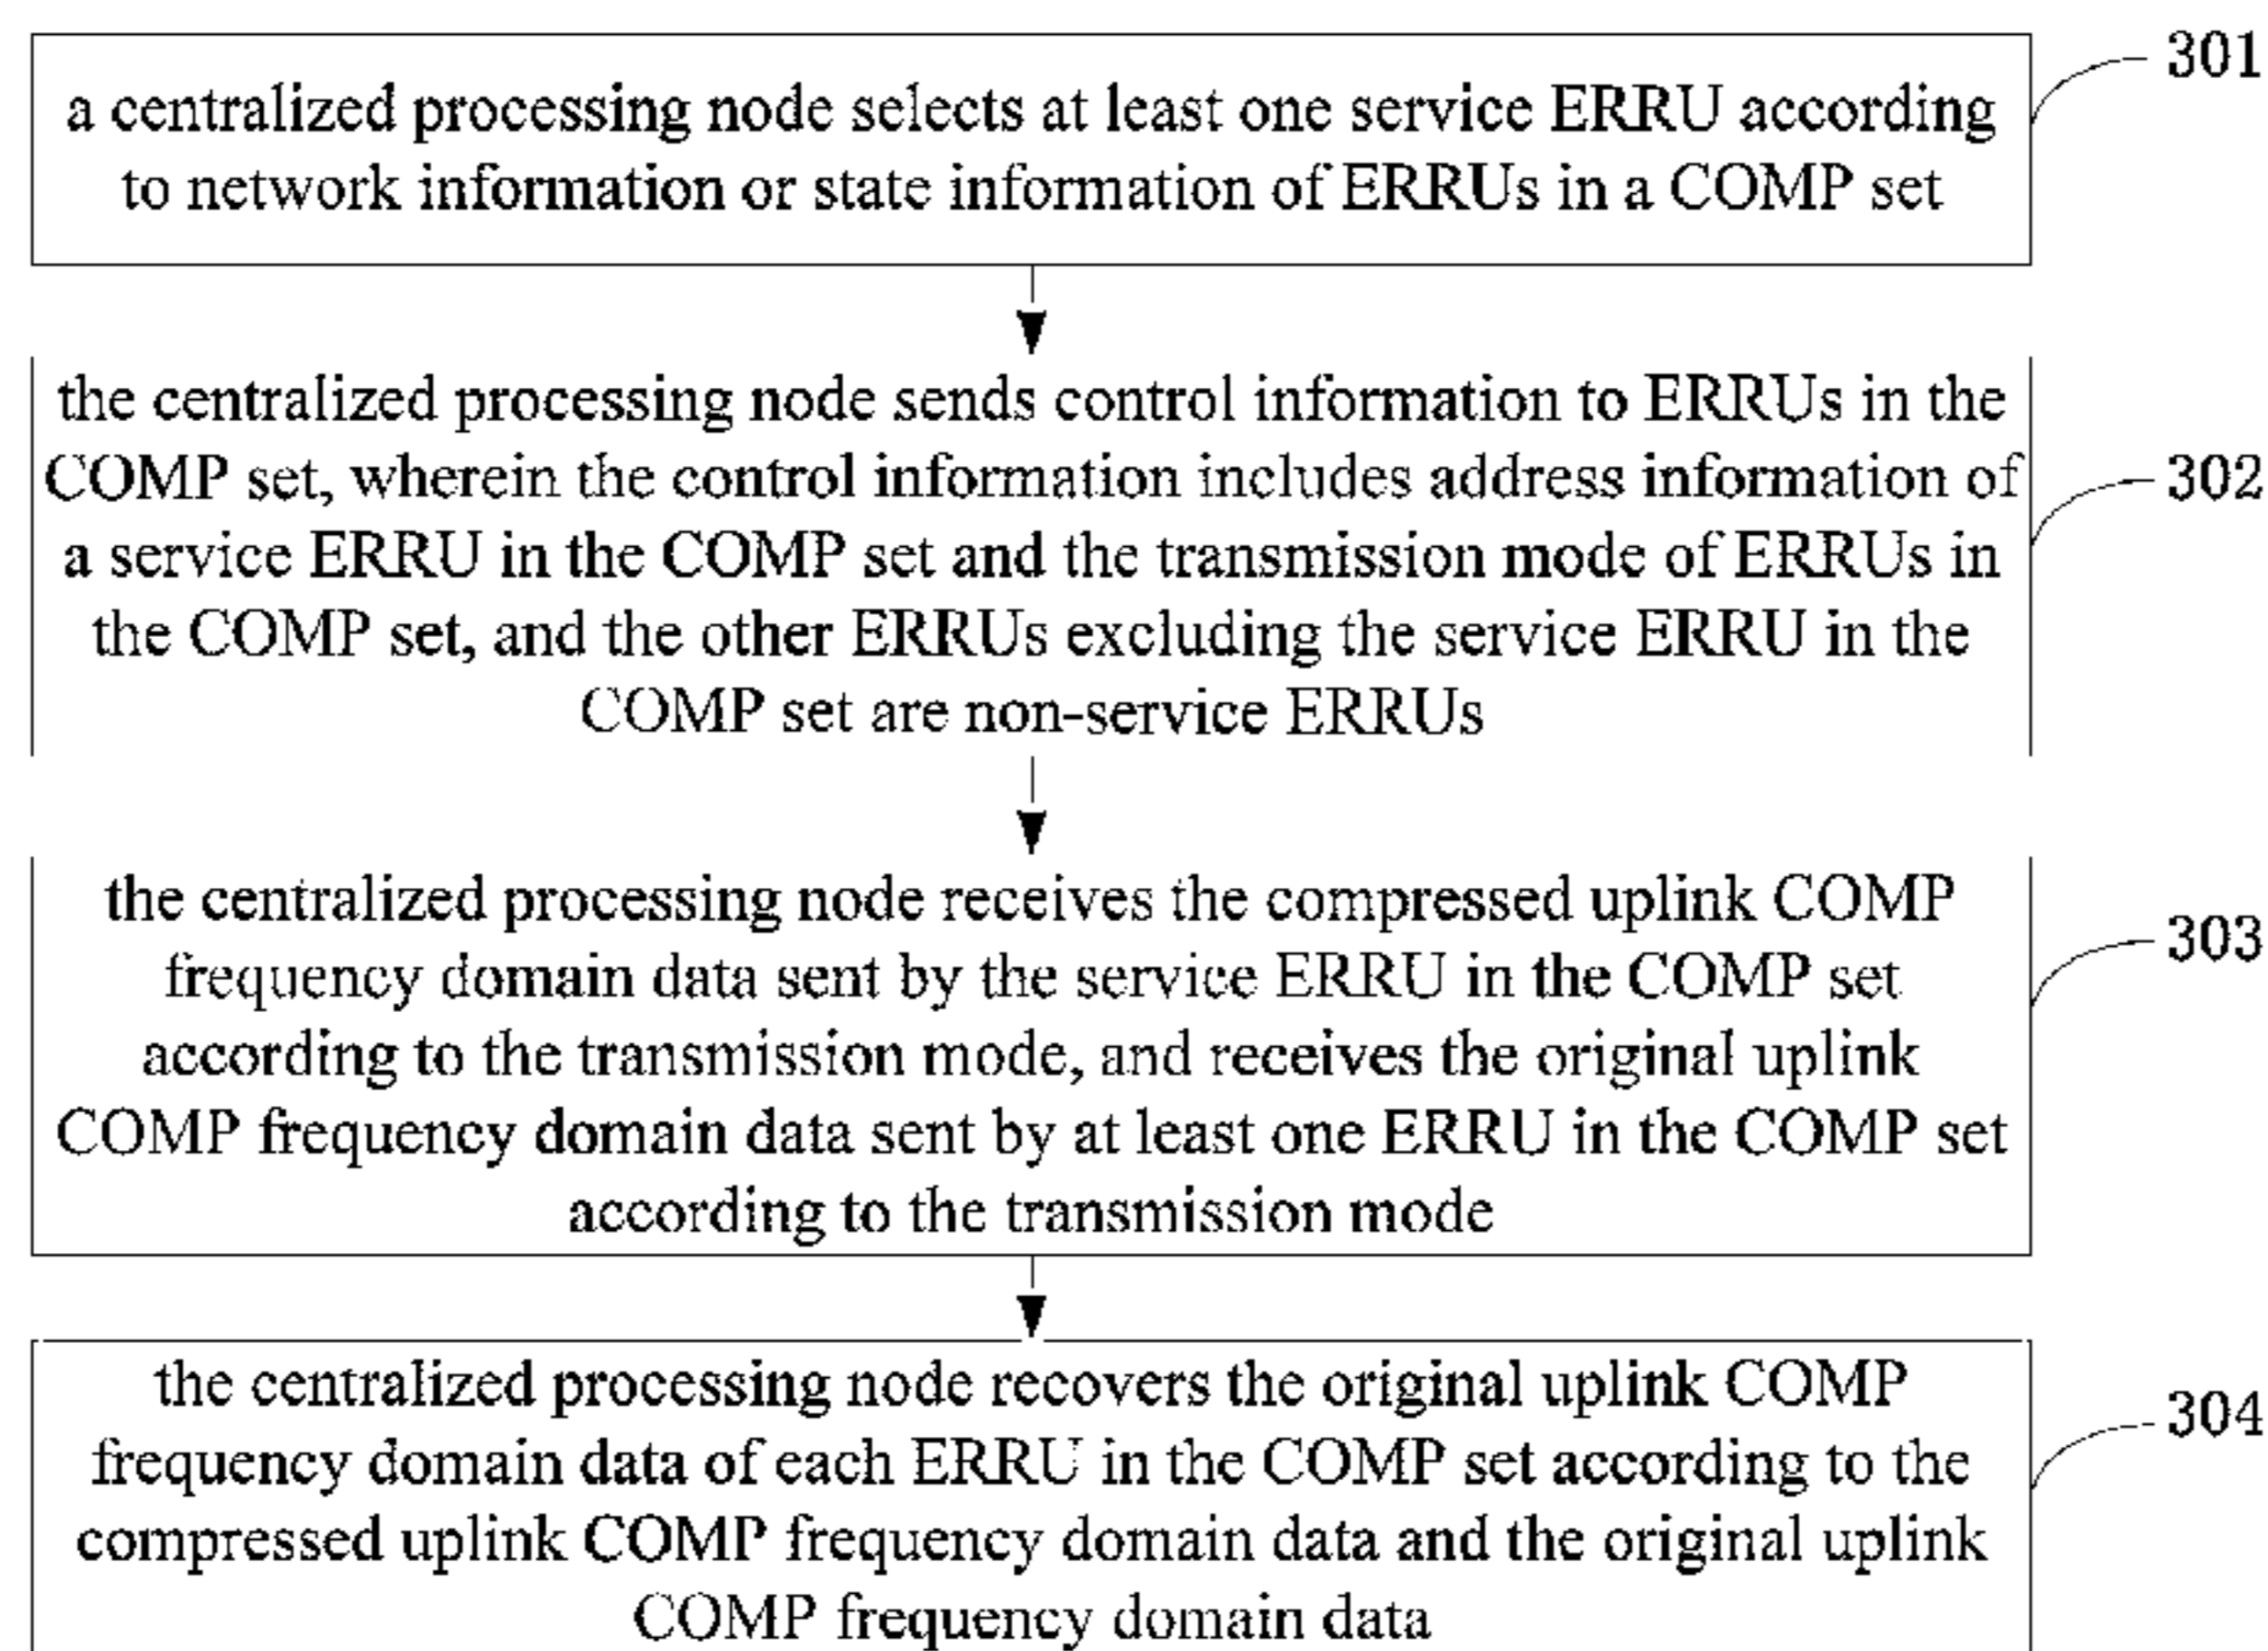 301
a centralized processing node selects at least one service ERRU according
to network information or state information of ERRUs in a COMP set
the centralized processing node sends control information to ERRUs in the
COMP set, wherein the control information includes address information of
302
a service ERRU in the COMP set and the transmission mode of ERRUs in
the COMP set, and the other ERRUs excluding the service ERRU in the
COMP set are non-service ERRUs
the centralized processing node receives the compressed uplink COMP
303
frequency domain data sent by the service ERRU in the COMP set
according to the transmission mode, and receives the original uplink
COMP frequency domain data sent by at least one ERRU in the COMP set
according to the transmission mode
the centralized processing node recovers the original uplink COMP
304
frequency domain data of each ERRU in the COMP set according to the
compressed uplink COMP frequency domain data and the original uplink
COMP frequency domain data